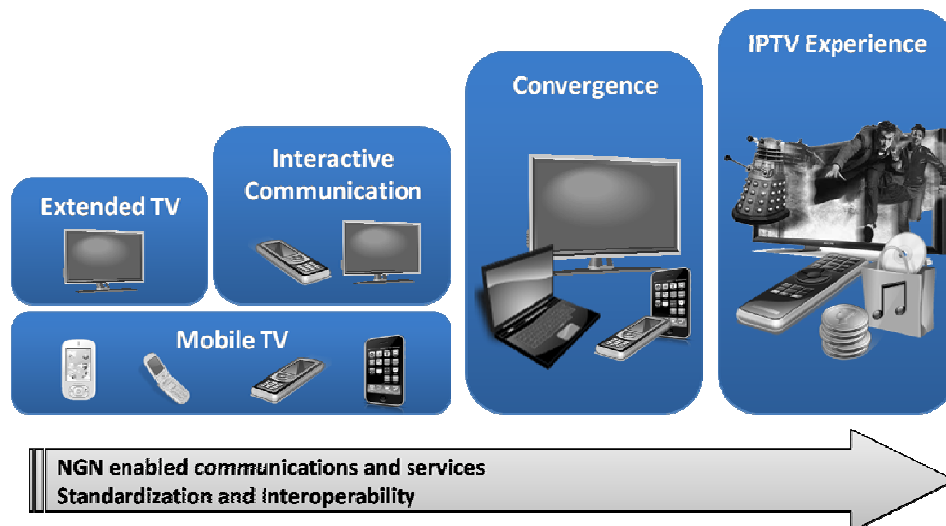 Extended TV
Interactive
Communication
Mobile TV
Convergence
IPTV Experience
NGN enabled communications and services
Standardization and Interoperability